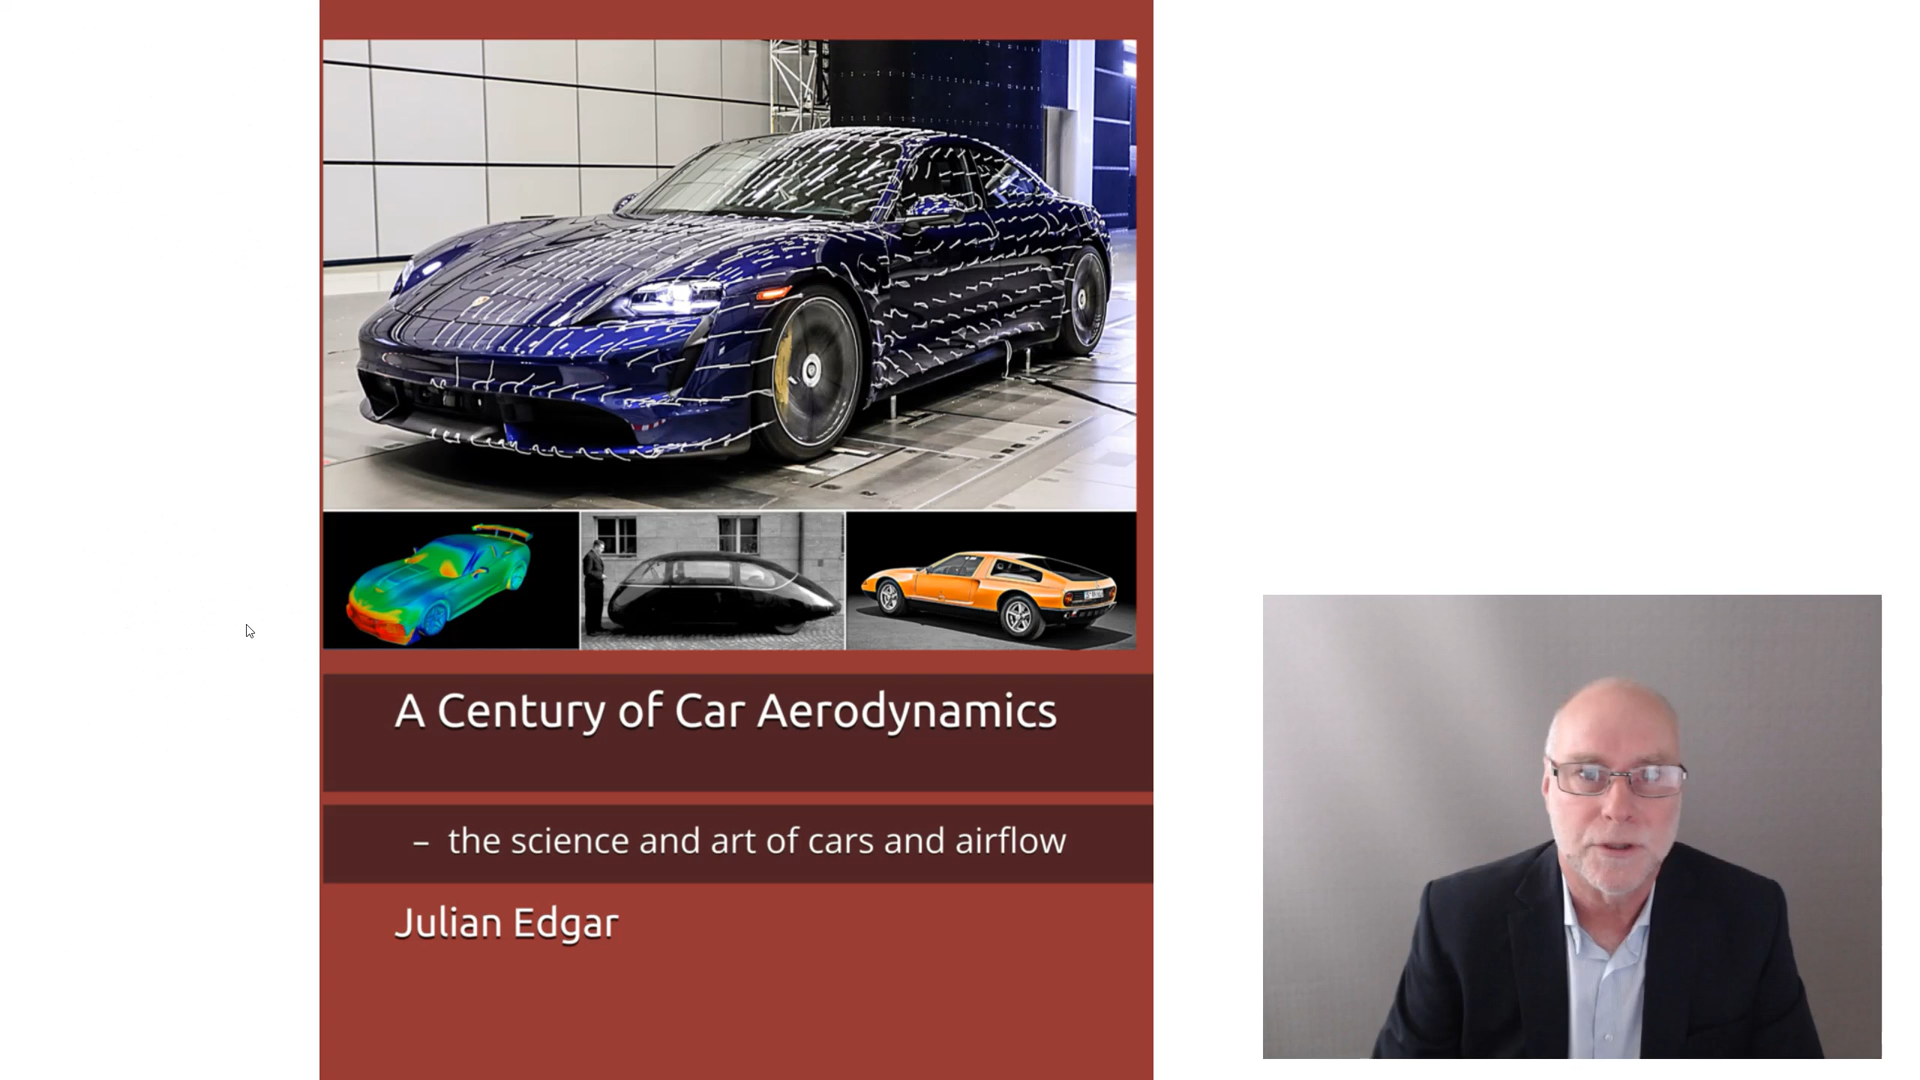 A Century of Car Aerodynamics
– the science and art of cars and airflow
Julian Edgar